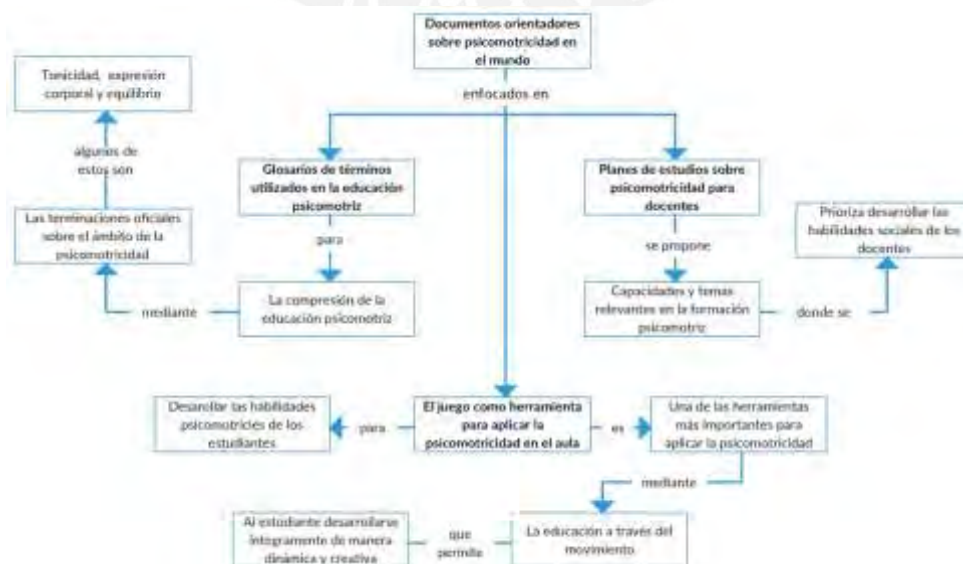 Documentos orientadores
sobre psicomotricidad en
el mundo
enfocados en
Tonicidad, expresión
corporal y equilibrio
algunos de
estos son
Las terminaciones oficiales
sobre el ámbito de la
psicomotricidad
mediante
Glosarios de términos
utilizados en la educación
psicomotriz
para
La compresión de la
educación psicomotriz
Planes de estudios sobre
psicomotricidad para
docentes
se propone
Capacidades y temas
relevantes en la formación
psicomotriz
donde se
Prioriza desarrollar las
habilidades sociales de los
docentes
El juego como herramienta
para aplicar la
psicomotricidad en el aula
para
Desarrollar las habilidades
psicomotrices de los
estudiantes
es
Una de las herramientas
más importantes para
aplicar la psicomotricidad
mediante
La educación a través del
movimiento
que
permite
Al estudiante desarrollarse
íntegramente de manera
dinámica y creativa